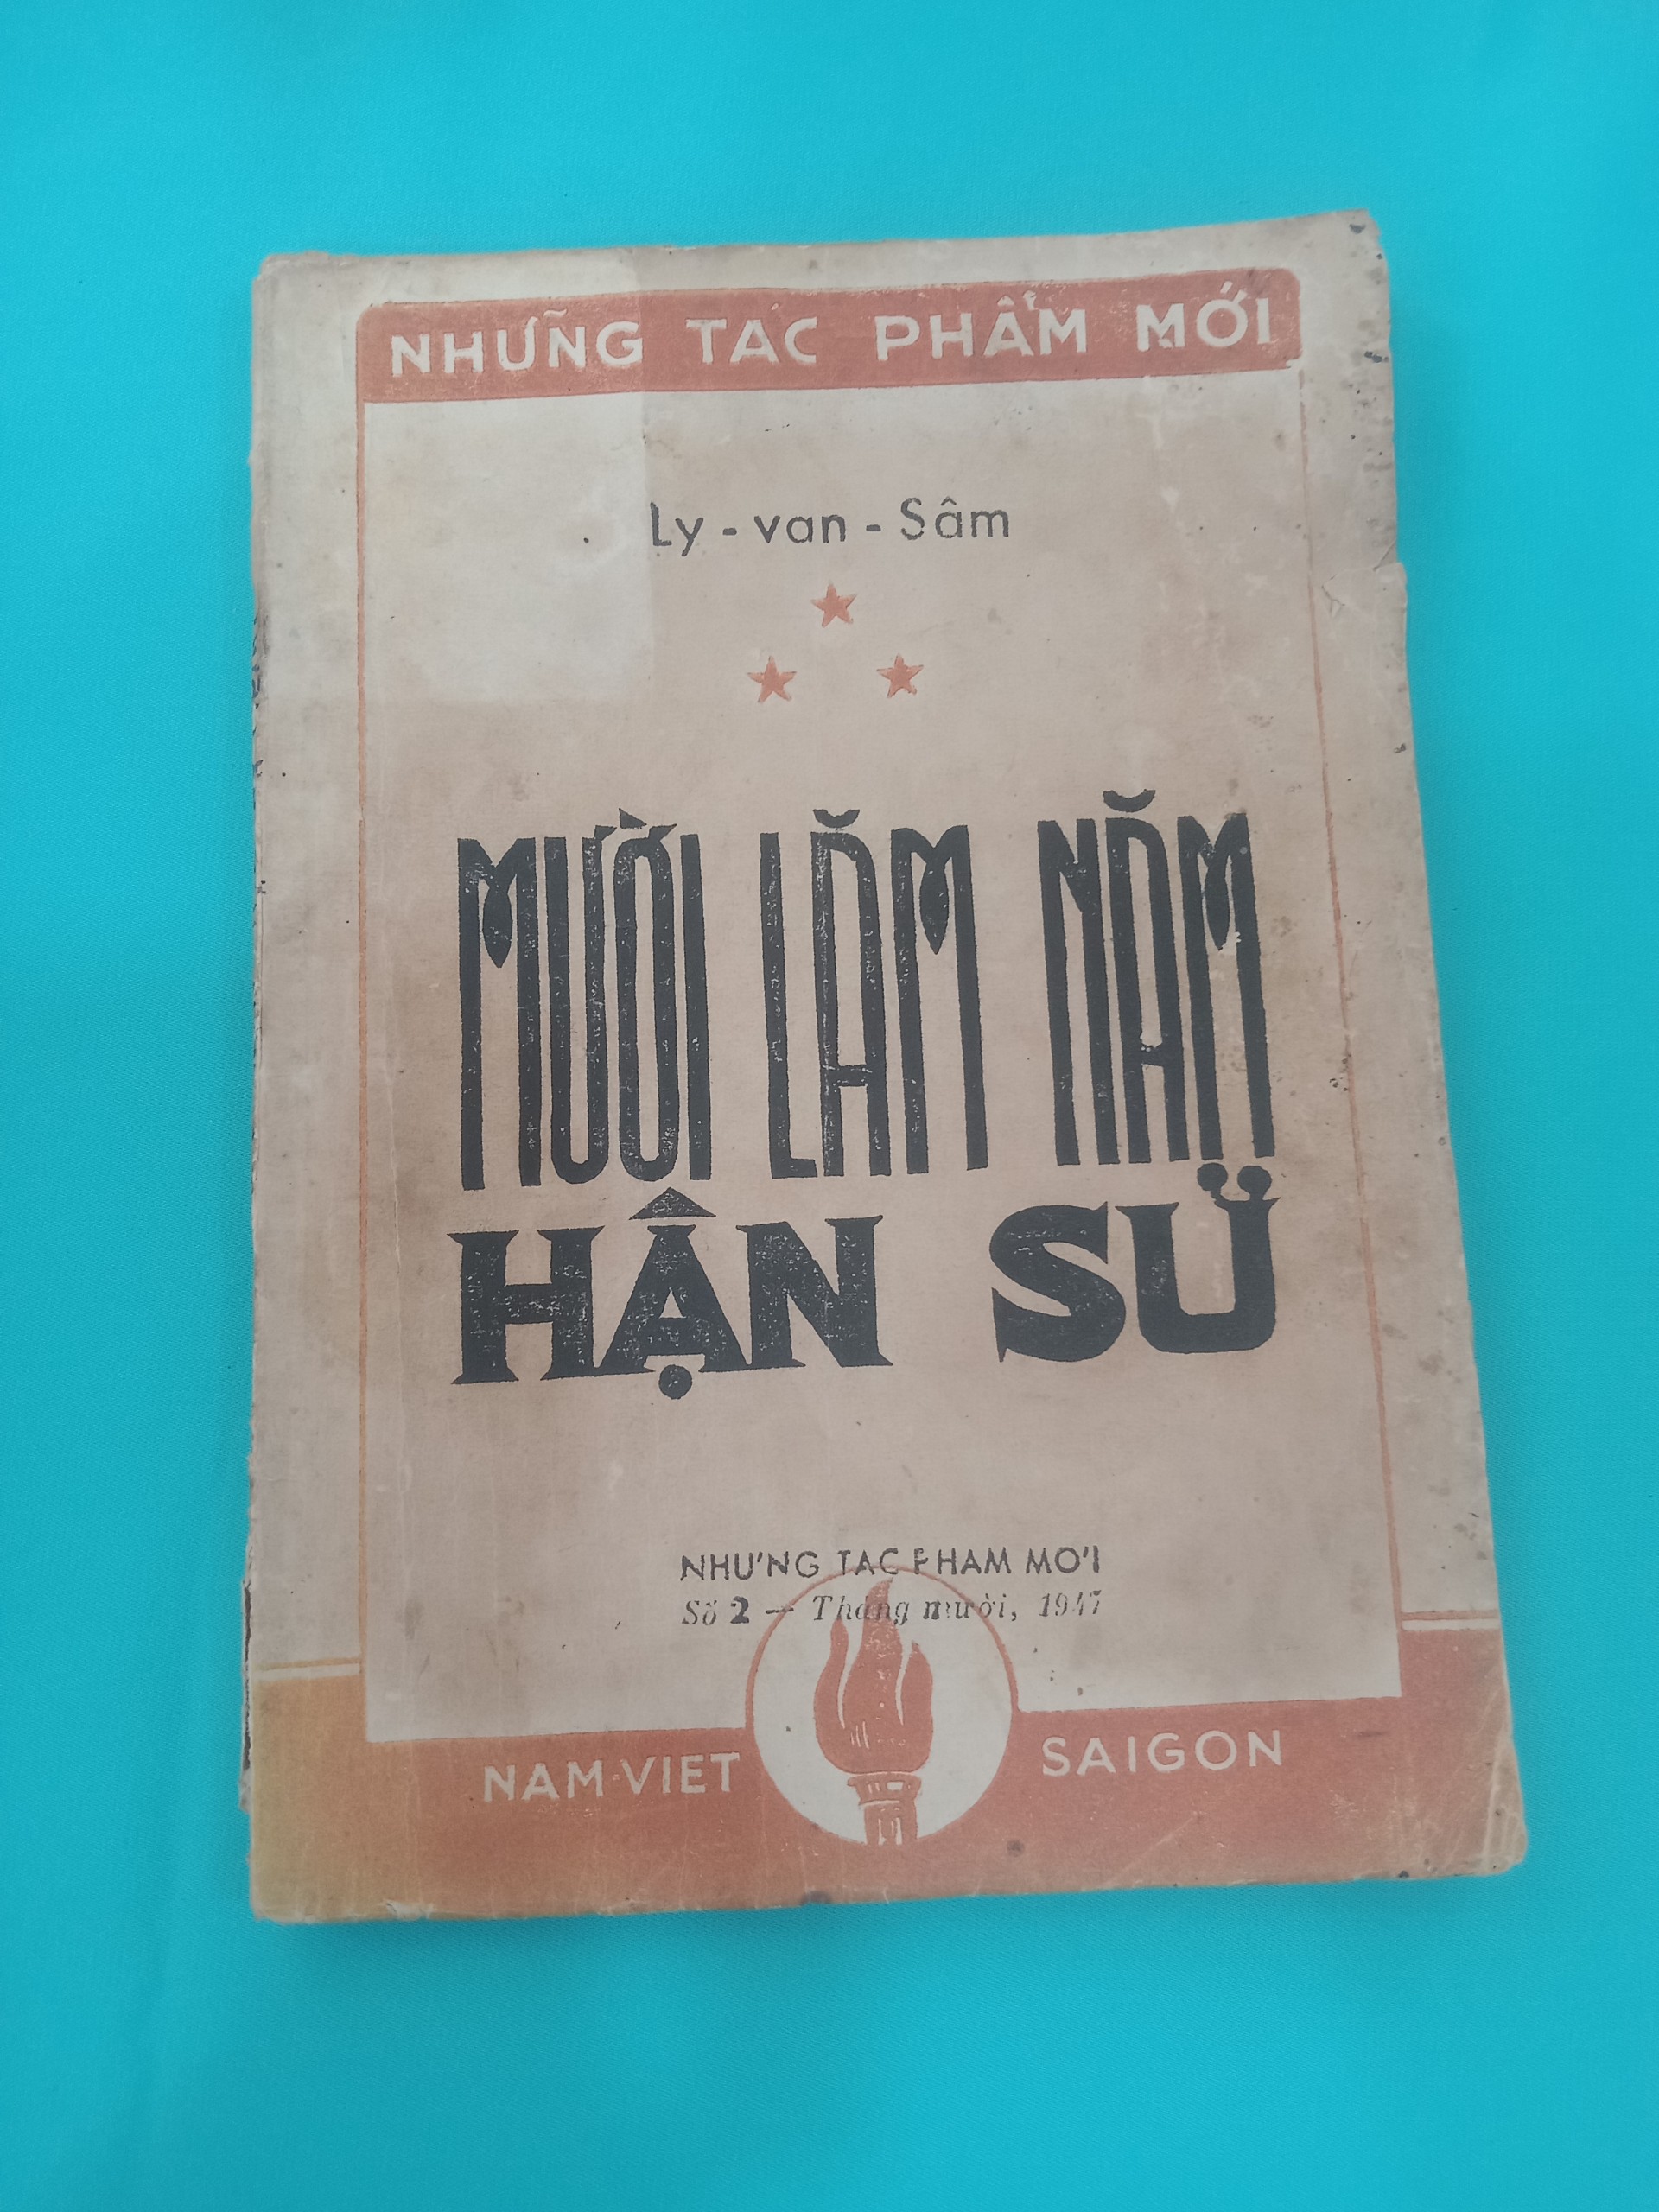 NHỮNG TÁC PHẨM MỚI
Ly - van - Sâm
MƯỜI LĂM NĂM
HẬN SỬ
NHƯNG TAC PHAM MƠI
Số 2 — Tháng mười, 1947
NAM-VIET SAIGON